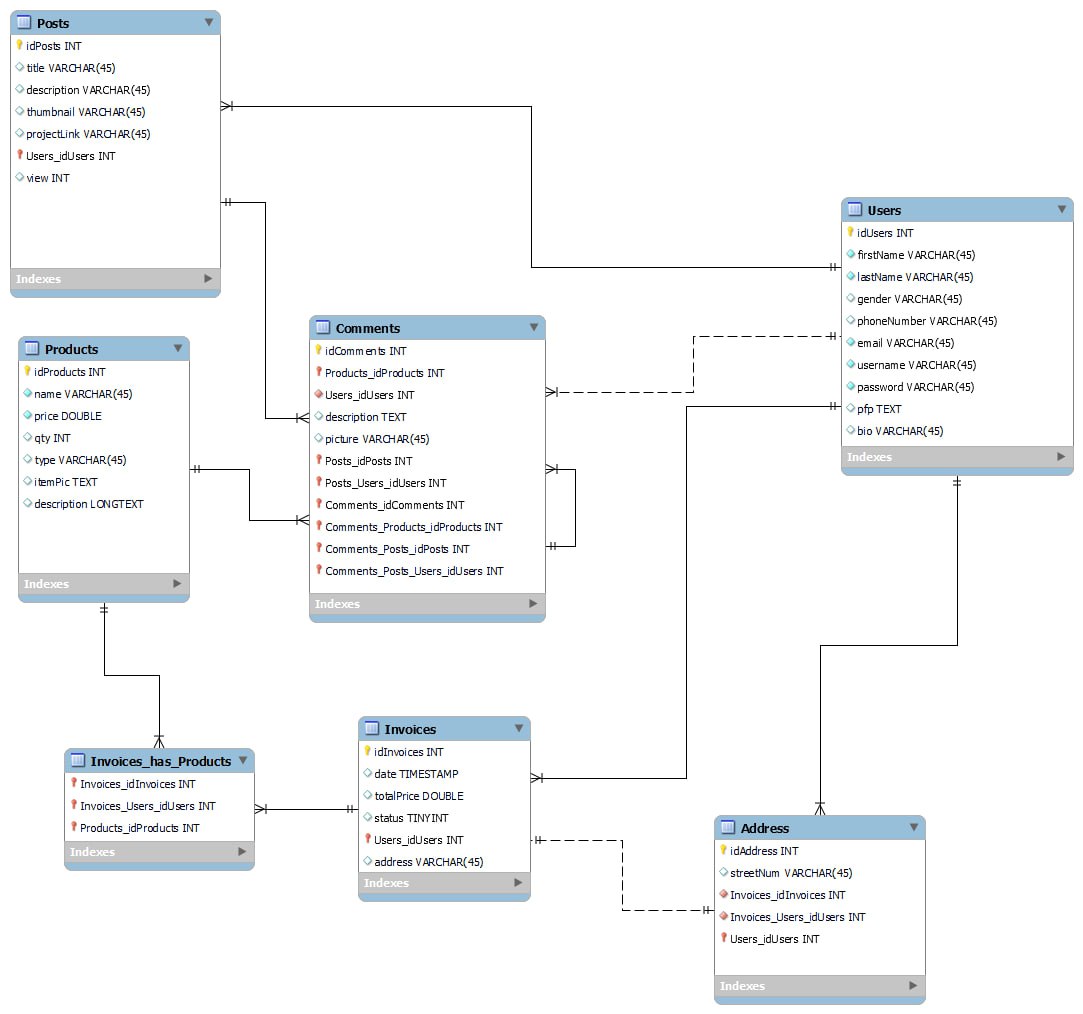 Posts
idPosts INT
title VARCHAR(45)
description VARCHAR(45)
thumbnail VARCHAR(45)
projectLink VARCHAR(45)
Users_idUsers INT
view INT
Indexes
Users
idUsers INT
firstName VARCHAR(45)
lastName VARCHAR(45)
gender VARCHAR(45)
phoneNumber VARCHAR(45)
email VARCHAR(45)
username VARCHAR(45)
password VARCHAR(45)
pfp TEXT
bio VARCHAR(45)
Indexes
Comments
idComments INT
Products_idProducts INT
Users_idUsers INT
description TEXT
picture VARCHAR(45)
Posts_idPosts INT
Posts_Users_idUsers INT
Comments_idComments INT
Comments_Products_idProducts INT
Comments_Posts_idPosts INT
Comments_Posts_Users_idUsers INT
Indexes
Products
idProducts INT
name VARCHAR(45)
price DOUBLE
qty INT
type VARCHAR(45)
itemPic TEXT
description LONGTEXT
Indexes
Invoices_has_Products
Invoices_idInvoices INT
Invoices_Users_idUsers INT
Products_idProducts INT
Indexes
Invoices
idInvoices INT
date TIMESTAMP
totalPrice DOUBLE
status TINYINT
Users_idUsers INT
address VARCHAR(45)
Indexes
Address
idAddress INT
streetNum VARCHAR(45)
Invoices_idInvoices INT
Invoices_Users_idUsers INT
Users_idUsers INT
Indexes